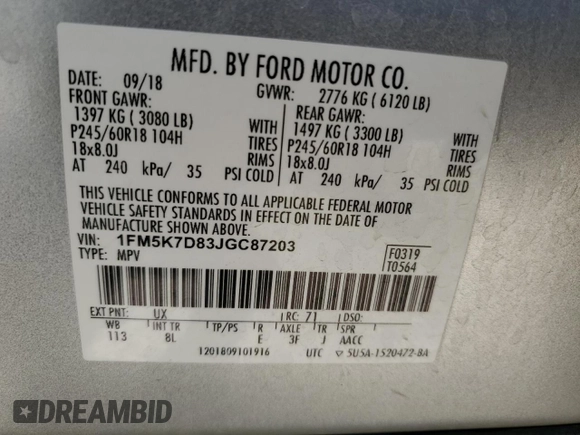 MFD. BY FORD MOTOR CO.
DATE: 09/18 GVWR: 2776 KG ( 6120 LB)
FRONT GAWR: REAR GAWR:
1397 KG ( 3080 LB) WITH 1497 KG ( 3300 LB) WITH
P245/60R18 104H TIRES P245/60R18 104H TIRES
18x8.0J RIMS 18x8.0J RIMS
AT 240 kPa/ 35 PSI COLD AT 240 kPa/ 35 PSI COLD
THIS VEHICLE CONFORMS TO ALL APPLICABLE FEDERAL MOTOR
VEHICLE SAFETY STANDARDS IN EFFECT ON THE DATE OF
MANUFACTURE SHOWN ABOVE.
VIN: 1FM5K7D83JGC87203 F0319
TYPE: MPV T0564
EXT PNT: UX RC: 71 DSO:
WB INT TR TP/PS R AXLE TR SPR
113 8L E 3F J AACC
1201809101916 UTC ▽ 5U5A-1520472-BA
DREAMBID